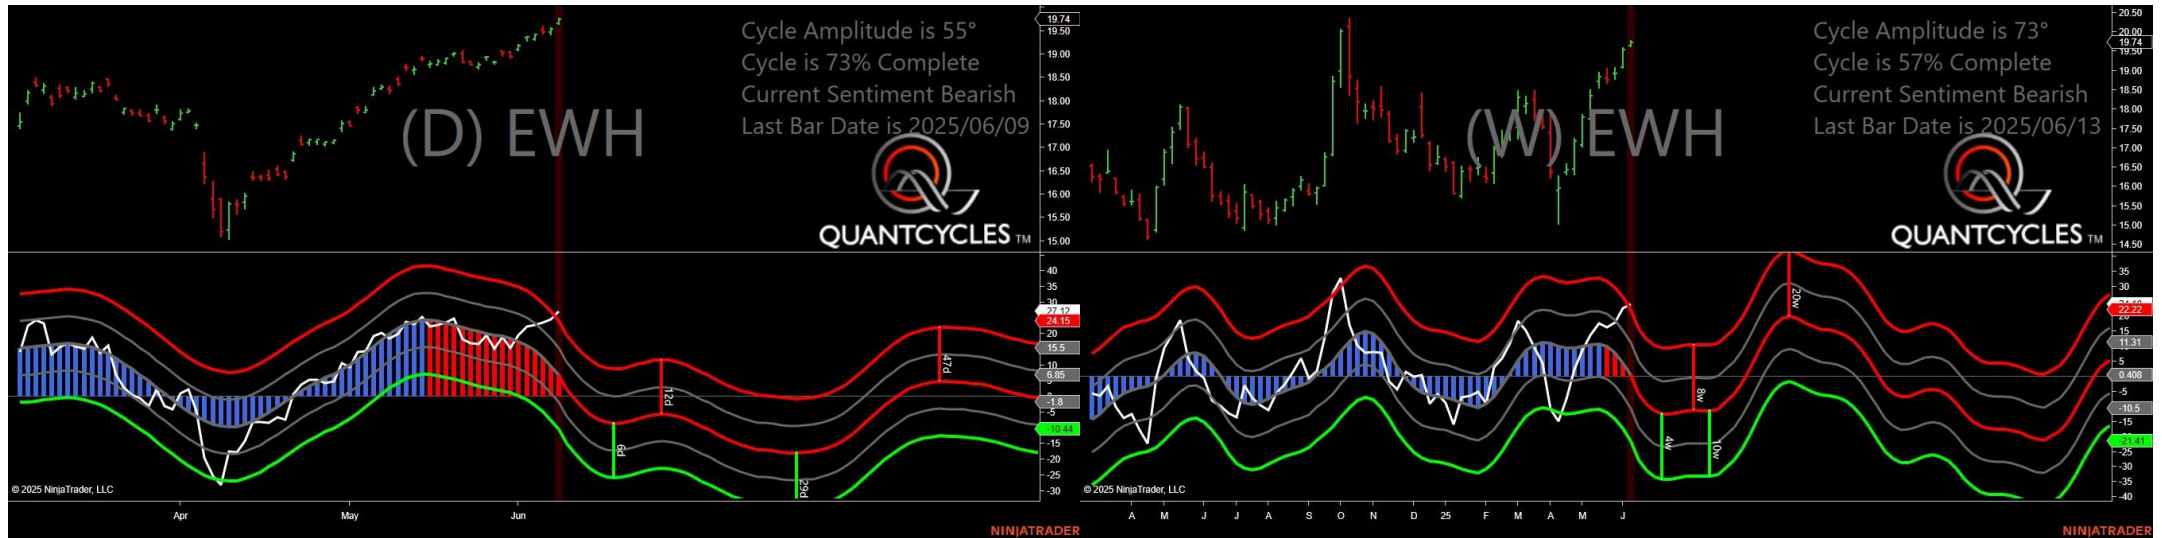 Cycle Amplitude is 55°
Cycle is 73% Complete
Current Sentiment Bearish
Last Bar Date is 2025/06/09
(D) EWH
QUANTCYCLES TM
19.74
19.50
19.00
18.50
18.00
17.50
17.00
16.50
16.00
15.50
15.00
40
35
30
27.12
24.15
20
15.5
10
6.85
-1.8
-5
-10.44
-15
-20
-25
-30
6d
12d
29d
47d
© 2025 NinjaTrader, LLC
Apr
May
Jun
NINJATRADER
Cycle Amplitude is 73°
Cycle is 57% Complete
Current Sentiment Bearish
Last Bar Date is 2025/06/13
(W) EWH
QUANTCYCLES TM
20.50
20.00
19.74
19.50
19.00
18.50
18.00
17.50
17.00
16.50
16.00
15.50
15.00
14.50
35
30
22.22
15
11.31
5
0.408
-5
-10.5
-15
-21.41
-25
-30
-35
-40
4w
8w
10w
20w
© 2025 NinjaTrader, LLC
A
M
J
J
A
S
O
N
D
25
F
M
A
M
J
NINJATRADER